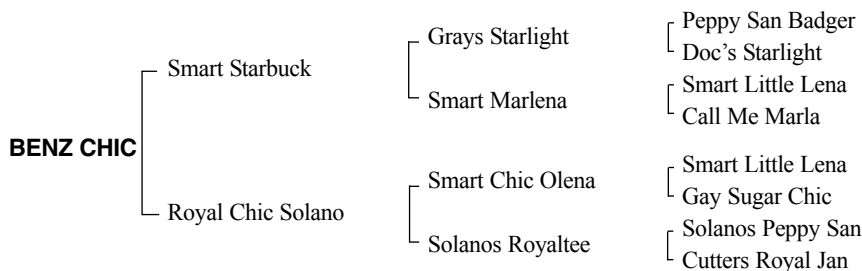 Peppy San Badger
Grays Starlight
Doc's Starlight
Smart Starbuck
Smart Little Lena
Smart Marlena
Call Me Marla
BENZ CHIC
Smart Little Lena
Smart Chic Olena
Gay Sugar Chic
Royal Chic Solano
Solanos Peppy San
Solanos Royaltee
Cutters Royal Jan